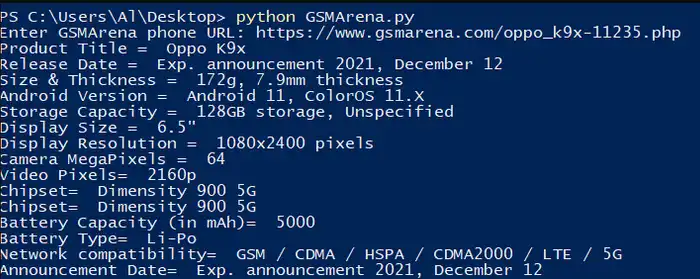 PS C:\Users\Al\Desktop> python GSMArena.py
Enter GSMArena phone URL: https://www.gsmarena.com/oppo_k9x-11235.php
Product Title =  Oppo K9x
Release Date =  Exp. announcement 2021, December 12
Size & Thickness =  172g, 7.9mm thickness
Android Version =  Android 11, ColorOS 11.X
Storage Capacity =  128GB storage, Unspecified
Display Size =  6.5"
Display Resolution =  1080x2400 pixels
Camera MegaPixels =  64
Video Pixels=  2160p
Chipset=  Dimensity 900 5G
Chipset=  Dimensity 900 5G
Battery Capacity (in mAh)=  5000
Battery Type=  Li-Po
Network compatibility=  GSM / CDMA / HSPA / CDMA2000 / LTE / 5G
Announcement Date=  Exp. announcement 2021, December 12